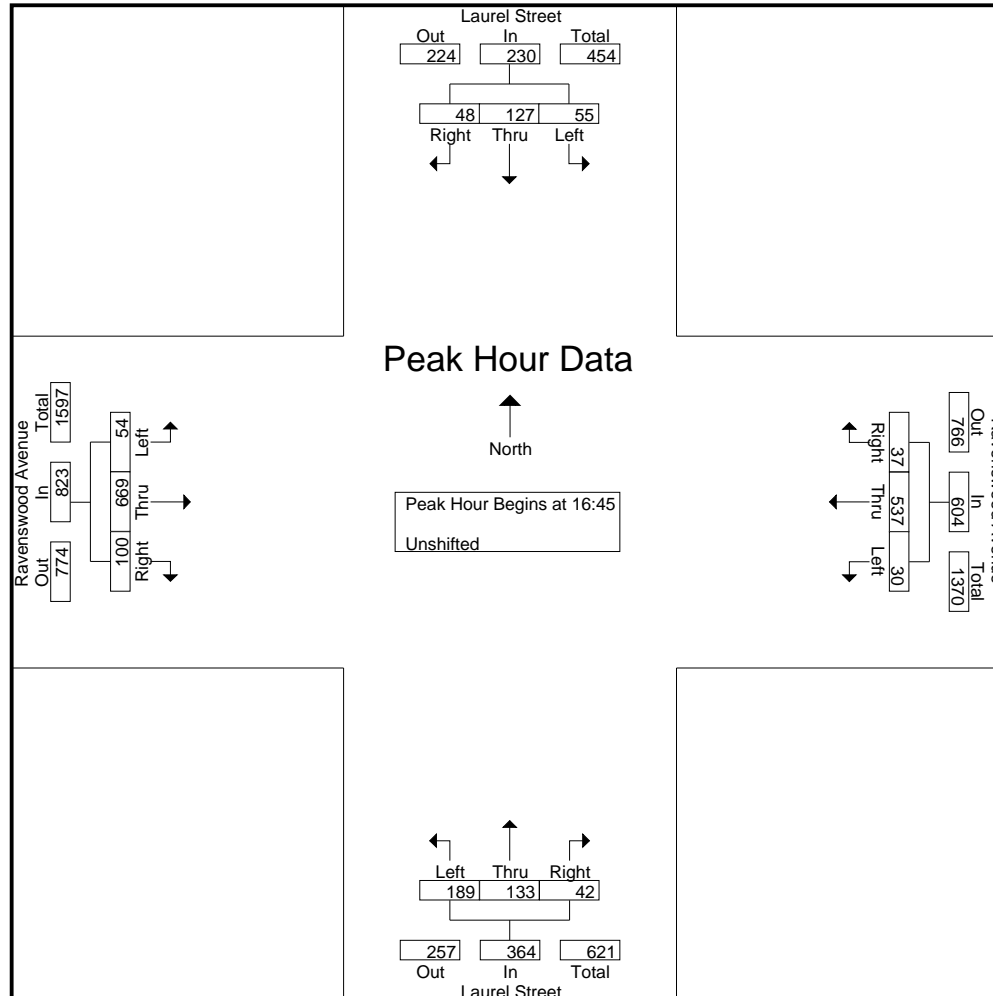 Laurel Street
Out In Total
224 230 454
48 127 55
Right Thru Left
Peak Hour Data
North
Peak Hour Begins at 16:45
Unshifted
Ravenswood Avenue
Out In Total
774 823 1597
100 669 54
Right Thru Left
Out In Total
766 604 1370
37 537 30
Right Thru Left
Left Thru Right
189 133 42
257 364 621
Out In Total
Laurel Street